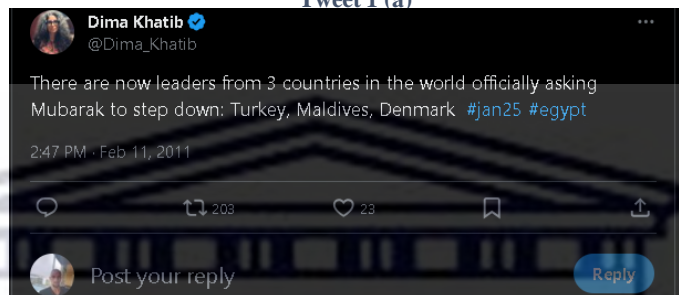 Tweet 1 (a)
Dima Khatib
@Dima_Khatib
There are now leaders from 3 countries in the world officially asking
Mubarak to step down: Turkey, Maldives, Denmark #jan25 #egypt
2:47 PM · Feb 11, 2011
203 23
Post your reply Reply